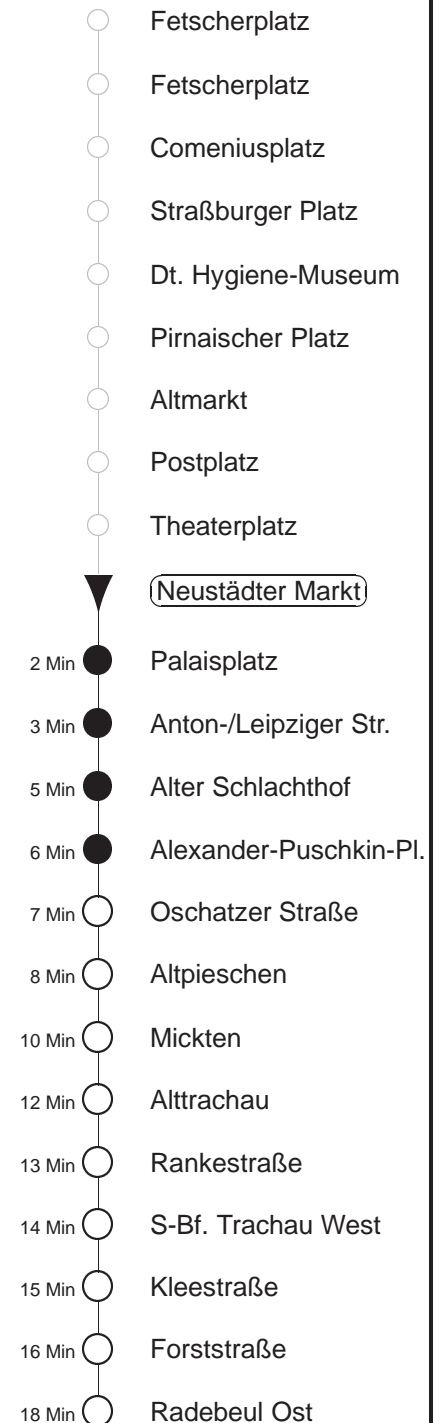 Fetscherplatz
Fetscherplatz
Comeniusplatz
Straßburger Platz
Dt. Hygiene-Museum
Pirnaischer Platz
Altmarkt
Postplatz
Theaterplatz
Neustädter Markt
2 Min Palaisplatz
3 Min Anton-/Leipziger Str.
5 Min Alter Schlachthof
6 Min Alexander-Puschkin-Pl.
7 Min Oschatzer Straße
8 Min Altpieschen
10 Min Mickten
12 Min Alttrachau
13 Min Rankestraße
14 Min S-Bf. Trachau West
15 Min Kleestraße
16 Min Forststraße
18 Min Radebeul Ost